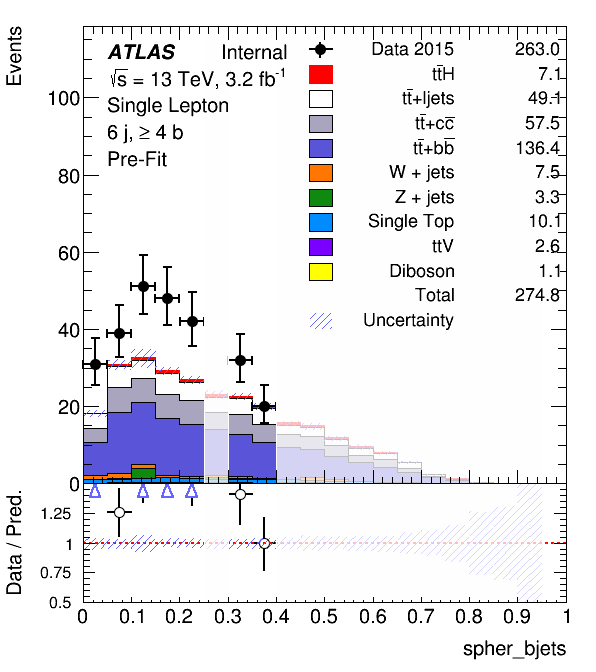 Events
ATLAS Internal
√s = 13 TeV, 3.2 fb⁻¹
Single Lepton
6 j, ≥ 4 b
Pre-Fit
Data 2015 263.0
tt̄H 7.1
tt̄+ljets 49.1
tt̄+cc̄ 57.5
tt̄+bb̄ 136.4
W + jets 7.5
Z + jets 3.3
Single Top 10.1
ttV 2.6
Diboson 1.1
Total 274.8
Uncertainty
100
80
60
40
20
0
Data / Pred.
1.25
1
0.75
0.5
0 0.1 0.2 0.3 0.4 0.5 0.6 0.7 0.8 0.9 1
spher_bjets